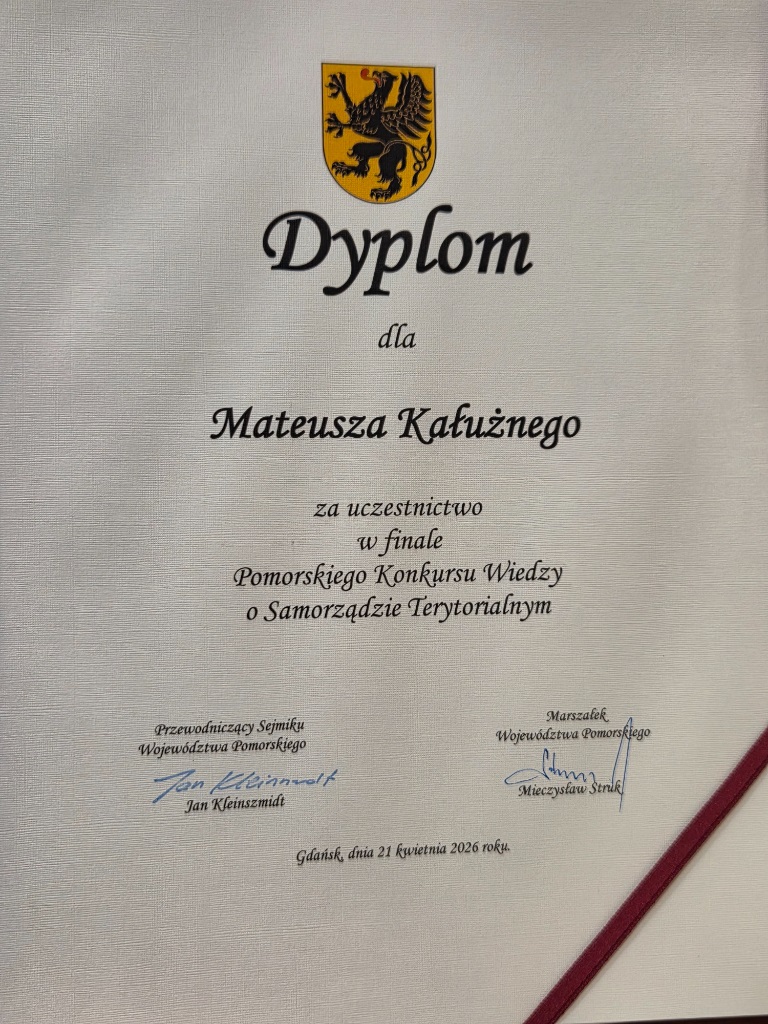 Dyplom
dla
Mateusza Kałużnego
za uczestnictwo
w finale
Pomorskiego Konkursu Wiedzy
o Samorządzie Terytorialnym
Przewodniczący Sejmiku
Województwa Pomorskiego
Jan Kleinszmidt
Jan Kleinszmidt
Marszałek
Województwa Pomorskiego
Mieczysław Struk
Gdańsk, dnia 21 kwietnia 2026 roku.